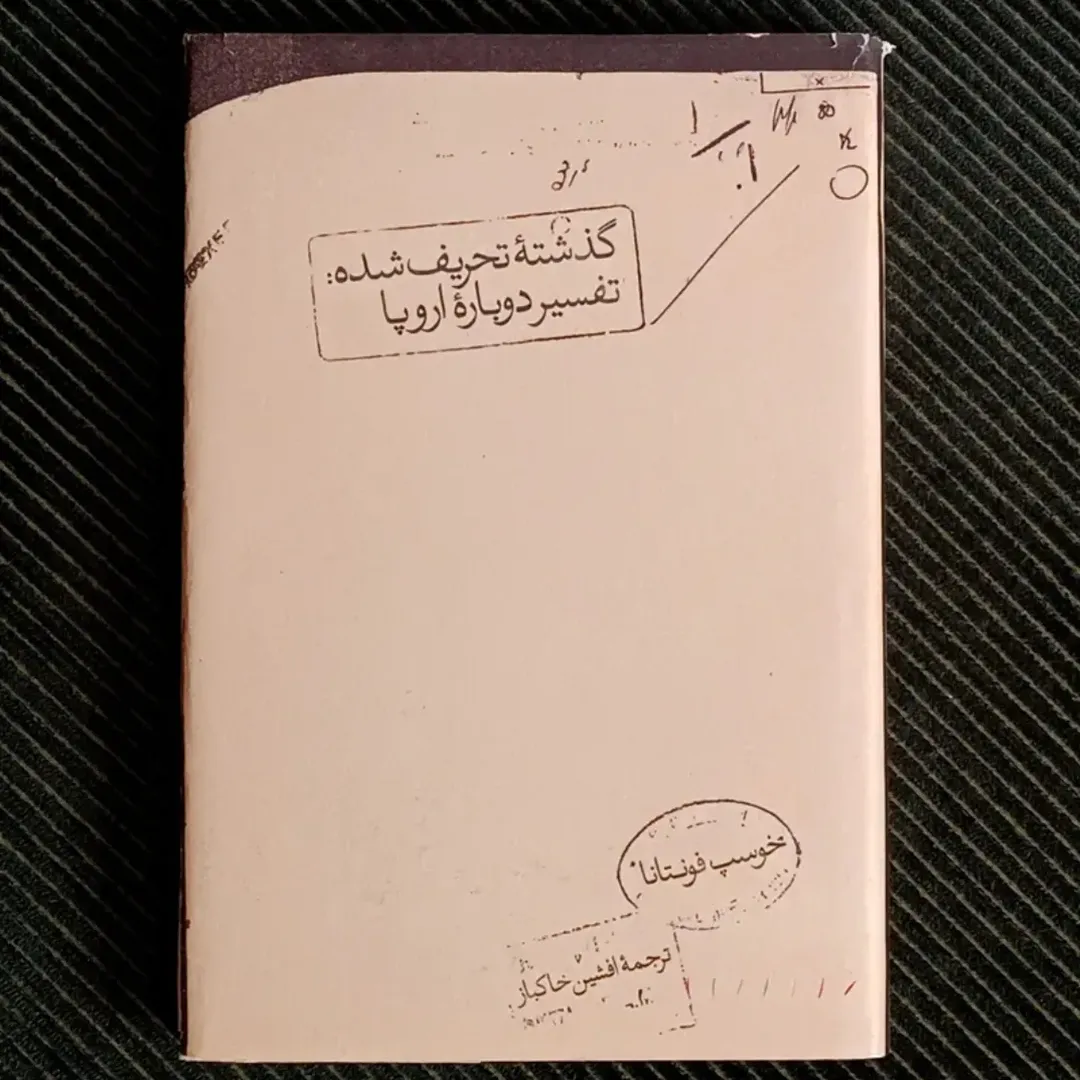 گذشتهٔ تحریف شده:
تفسیر دوبارهٔ اروپا
خوسپ فونتانا
ترجمهٔ افشین خاکباز